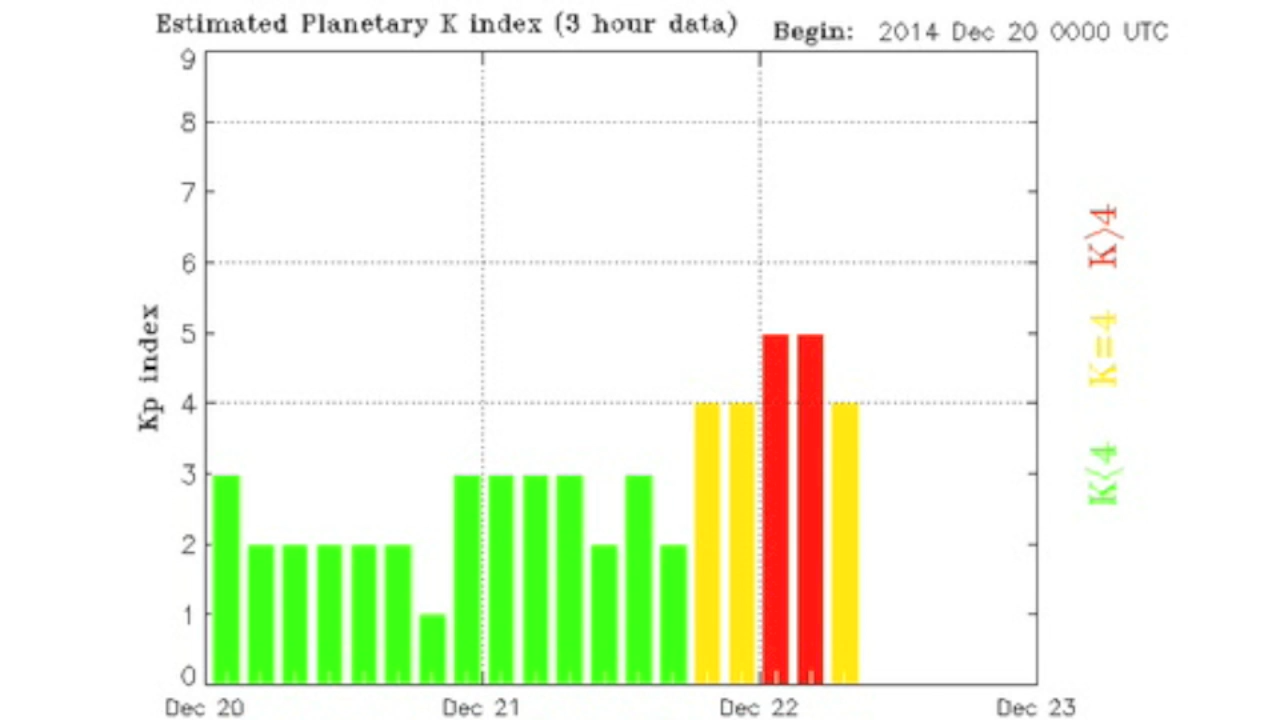 Estimated Planetary K index (3 hour data)
Begin: 2014 Dec 20 0000 UTC
9
8
7
6
5
4
3
2
1
0
Kp index
K>4
K=4
K<4
Dec 20 Dec 21 Dec 22 Dec 23